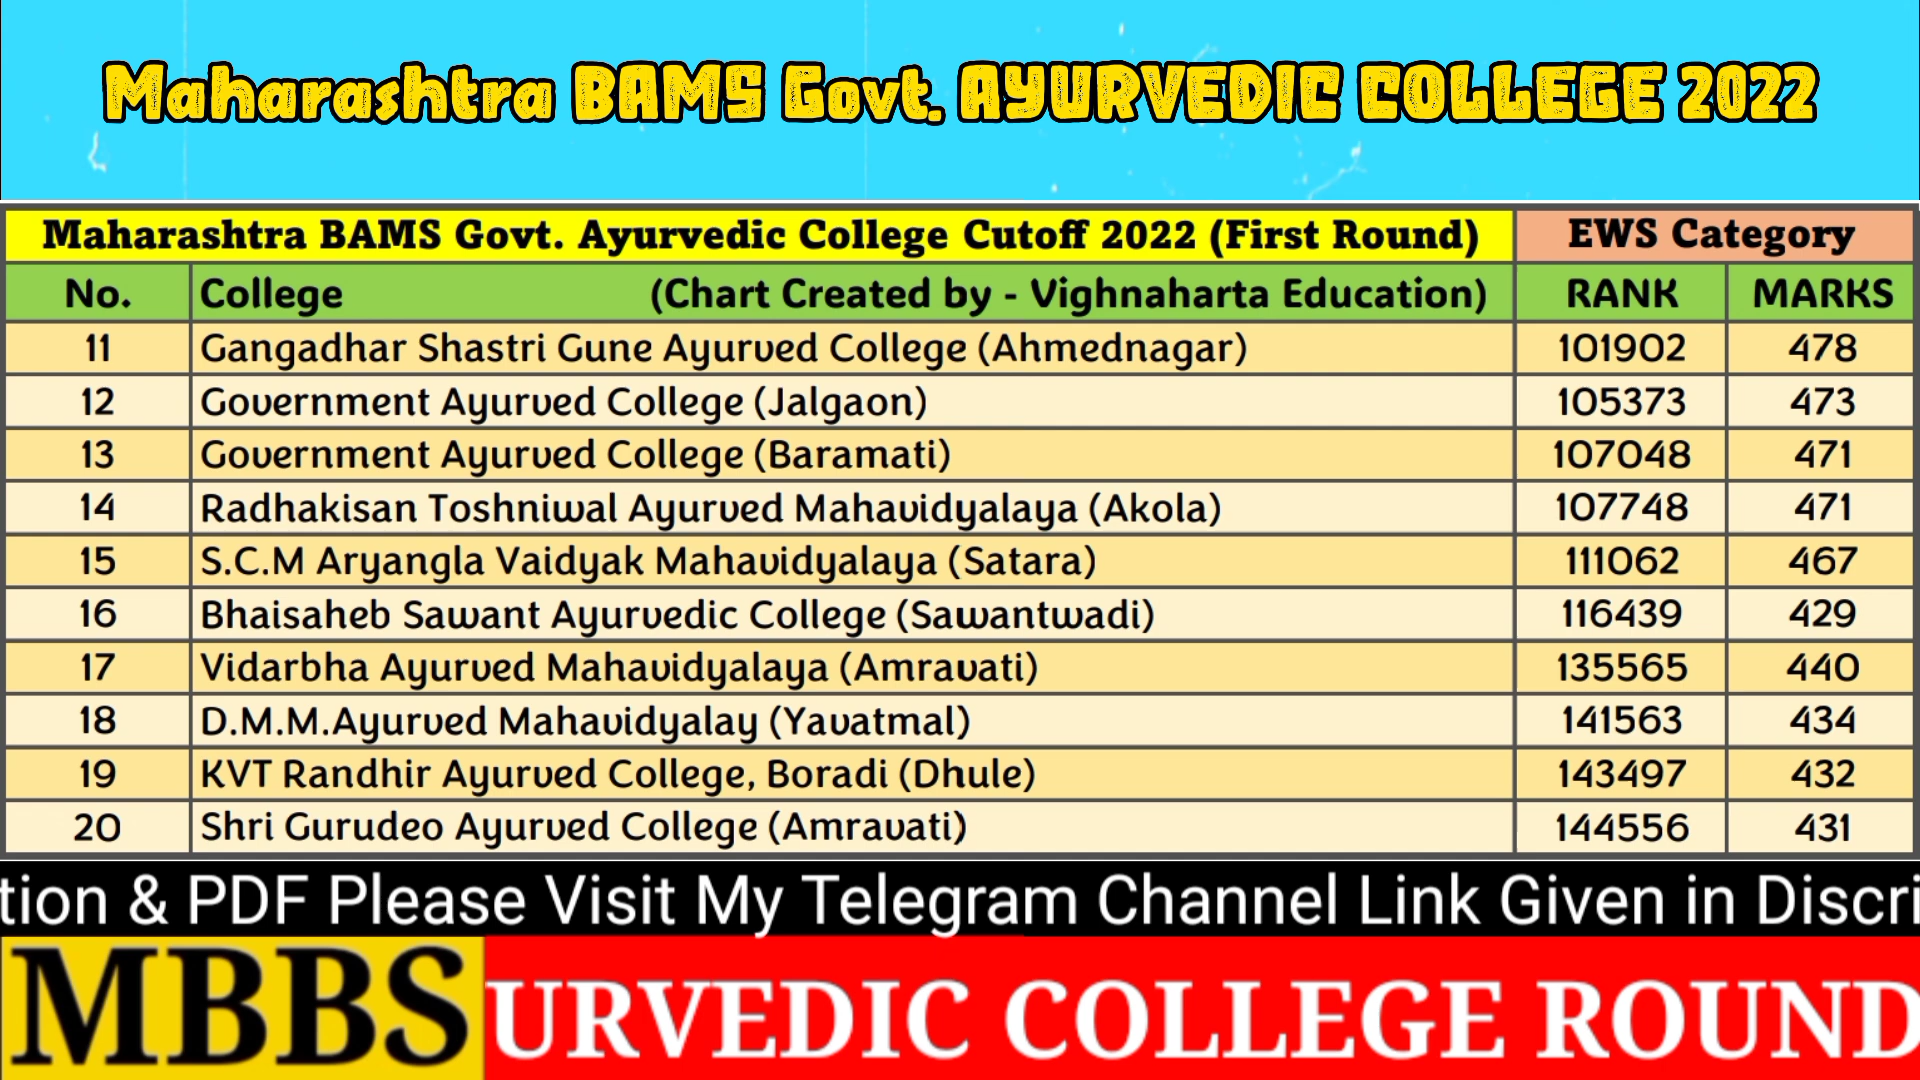 Maharashtra BAMS Govt. AYURVEDIC COLLEGE 2022
Maharashtra BAMS Govt. Ayurvedic College Cutoff 2022 (First Round) EWS Category
No. College (Chart Created by - Vighnaharta Education) RANK MARKS
11 Gangadhar Shastri Gune Ayurved College (Ahmednagar) 101902 478
12 Government Ayurved College (Jalgaon) 105373 473
13 Government Ayurved College (Baramati) 107048 471
14 Radhakisan Toshniwal Ayurved Mahavidyalaya (Akola) 107748 471
15 S.C.M Aryangla Vaidyak Mahavidyalaya (Satara) 111062 467
16 Bhaisaheb Sawant Ayurvedic College (Sawantwadi) 116439 429
17 Vidarbha Ayurved Mahavidyalaya (Amravati) 135565 440
18 D.M.M.Ayurved Mahavidyalay (Yavatmal) 141563 434
19 KVT Randhir Ayurved College, Boradi (Dhule) 143497 432
20 Shri Gurudeo Ayurved College (Amravati) 144556 431
tion & PDF Please Visit My Telegram Channel Link Given in Discri
MBBS URVEDIC COLLEGE ROUND